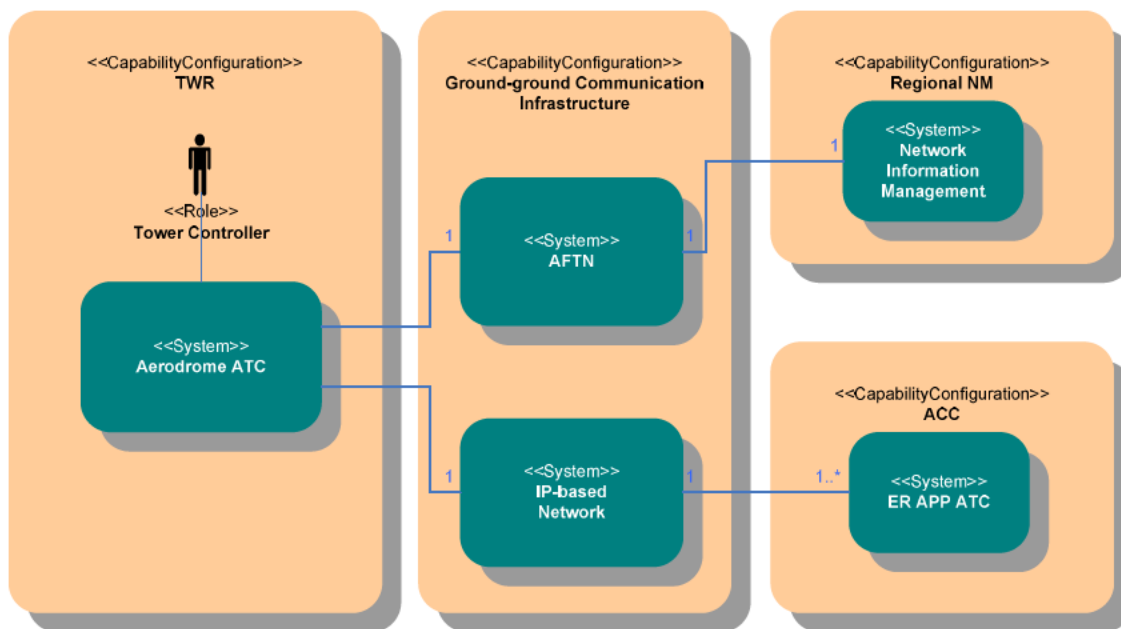 <<CapabilityConfiguration>>
TWR
<<Role>>
Tower Controller
<<System>>
Aerodrome ATC
<<CapabilityConfiguration>>
Ground-ground Communication
Infrastructure
1
<<System>>
AFTN
1
1
<<System>>
IP-based
Network
1
<<CapabilityConfiguration>>
Regional NM
1
<<System>>
Network
Information
Management
<<CapabilityConfiguration>>
ACC
1..*
<<System>>
ER APP ATC